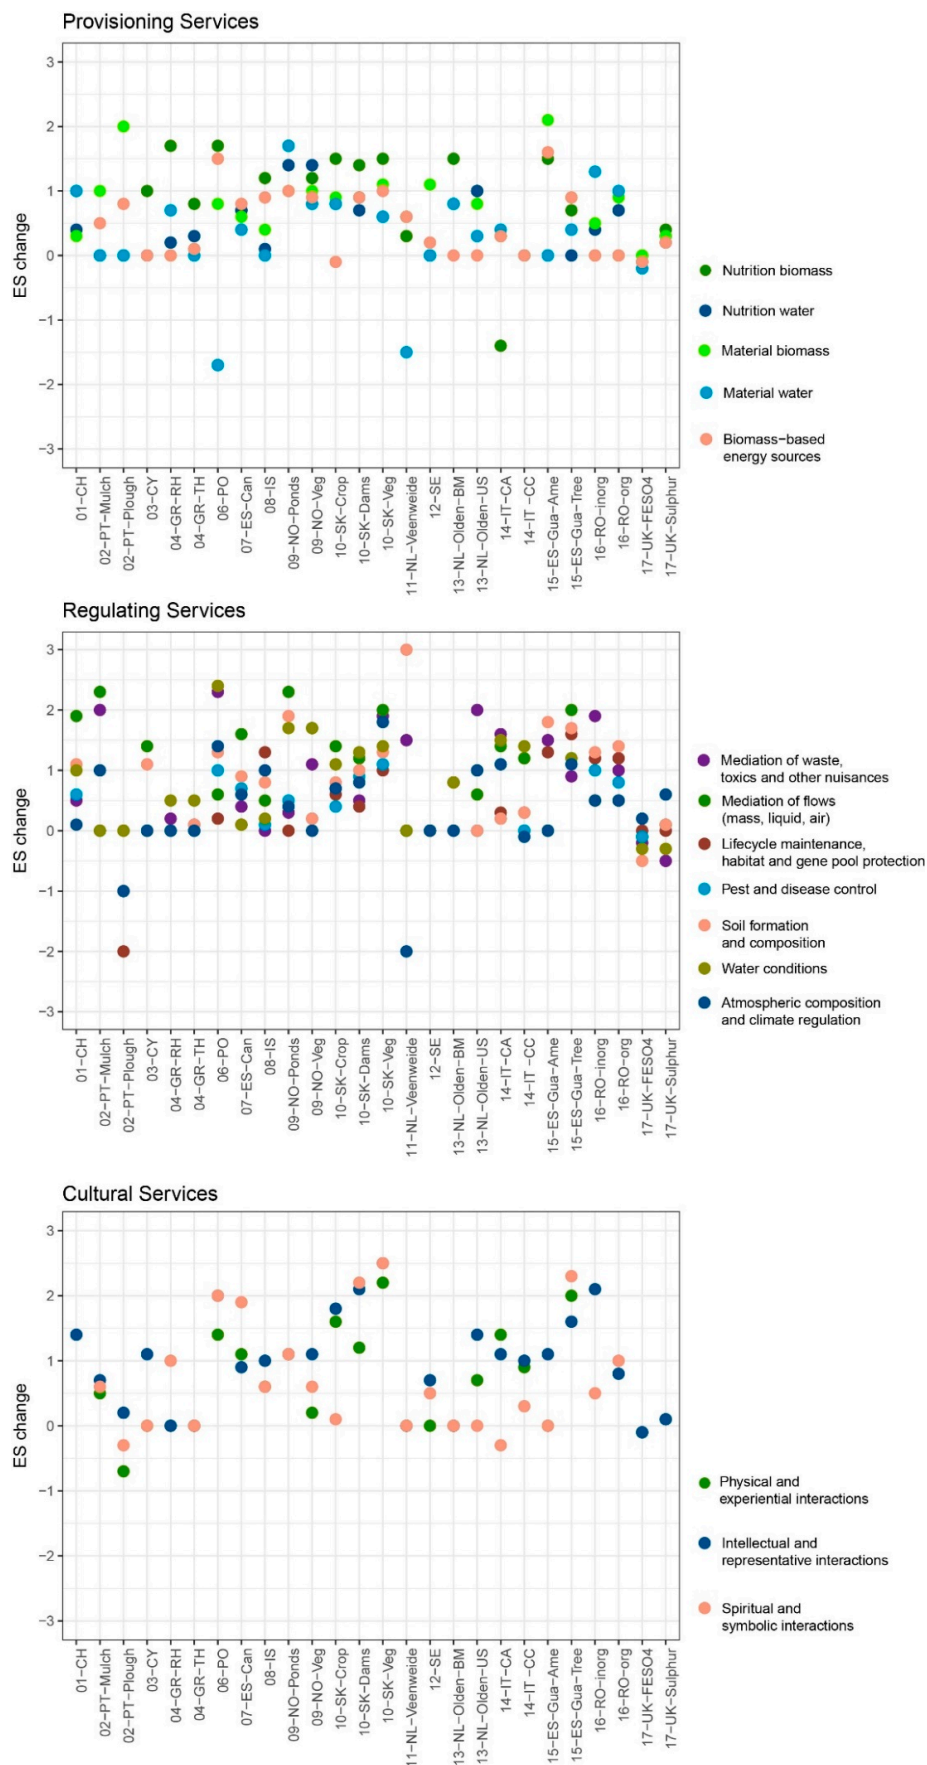 Provisioning Services
3
2
1
0
−1
−2
−3
ES change
01−CH
02−PT−Mulch
02−PT−Plough
03−CY
04−GR−RH
04−GR−TH
06−PO
07−ES−Can
08−IS
09−NO−Ponds
09−NO−Veg
10−SK−Crop
10−SK−Dams
10−SK−Veg
11−NL−Veenweide
12−SE
13−NL−Olden−BM
13−NL−Olden−US
14−IT−CA
14−IT −CC
15−ES−Gua−Ame
15−ES−Gua−Tree
16−RO−inorg
16−RO−org
17−UK−FESO4
17−UK−Sulphur
Nutrition biomass
Nutrition water
Material biomass
Material water
Biomass−based
energy sources
Regulating Services
3
2
1
0
−1
−2
−3
ES change
01−CH
02−PT−Mulch
02−PT−Plough
03−CY
04−GR−RH
04−GR−TH
06−PO
07−ES−Can
08−IS
09−NO−Ponds
09−NO−Veg
10−SK−Crop
10−SK−Dams
10−SK−Veg
11−NL−Veenweide
12−SE
13−NL−Olden−BM
13−NL−Olden−US
14−IT−CA
14−IT −CC
15−ES−Gua−Ame
15−ES−Gua−Tree
16−RO−inorg
16−RO−org
17−UK−FESO4
17−UK−Sulphur
Mediation of waste,
toxics and other nuisances
Mediation of flows
(mass, liquid, air)
Lifecycle maintenance,
habitat and gene pool protection
Pest and disease control
Soil formation
and composition
Water conditions
Atmospheric composition
and climate regulation
Cultural Services
3
2
1
0
−1
−2
−3
ES change
01−CH
02−PT−Mulch
02−PT−Plough
03−CY
04−GR−RH
04−GR−TH
06−PO
07−ES−Can
08−IS
09−NO−Ponds
09−NO−Veg
10−SK−Crop
10−SK−Dams
10−SK−Veg
11−NL−Veenweide
12−SE
13−NL−Olden−BM
13−NL−Olden−US
14−IT−CA
14−IT −CC
15−ES−Gua−Ame
15−ES−Gua−Tree
16−RO−inorg
16−RO−org
17−UK−FESO4
17−UK−Sulphur
Physical and
experiential interactions
Intellectual and
representative interactions
Spiritual and
symbolic interactions